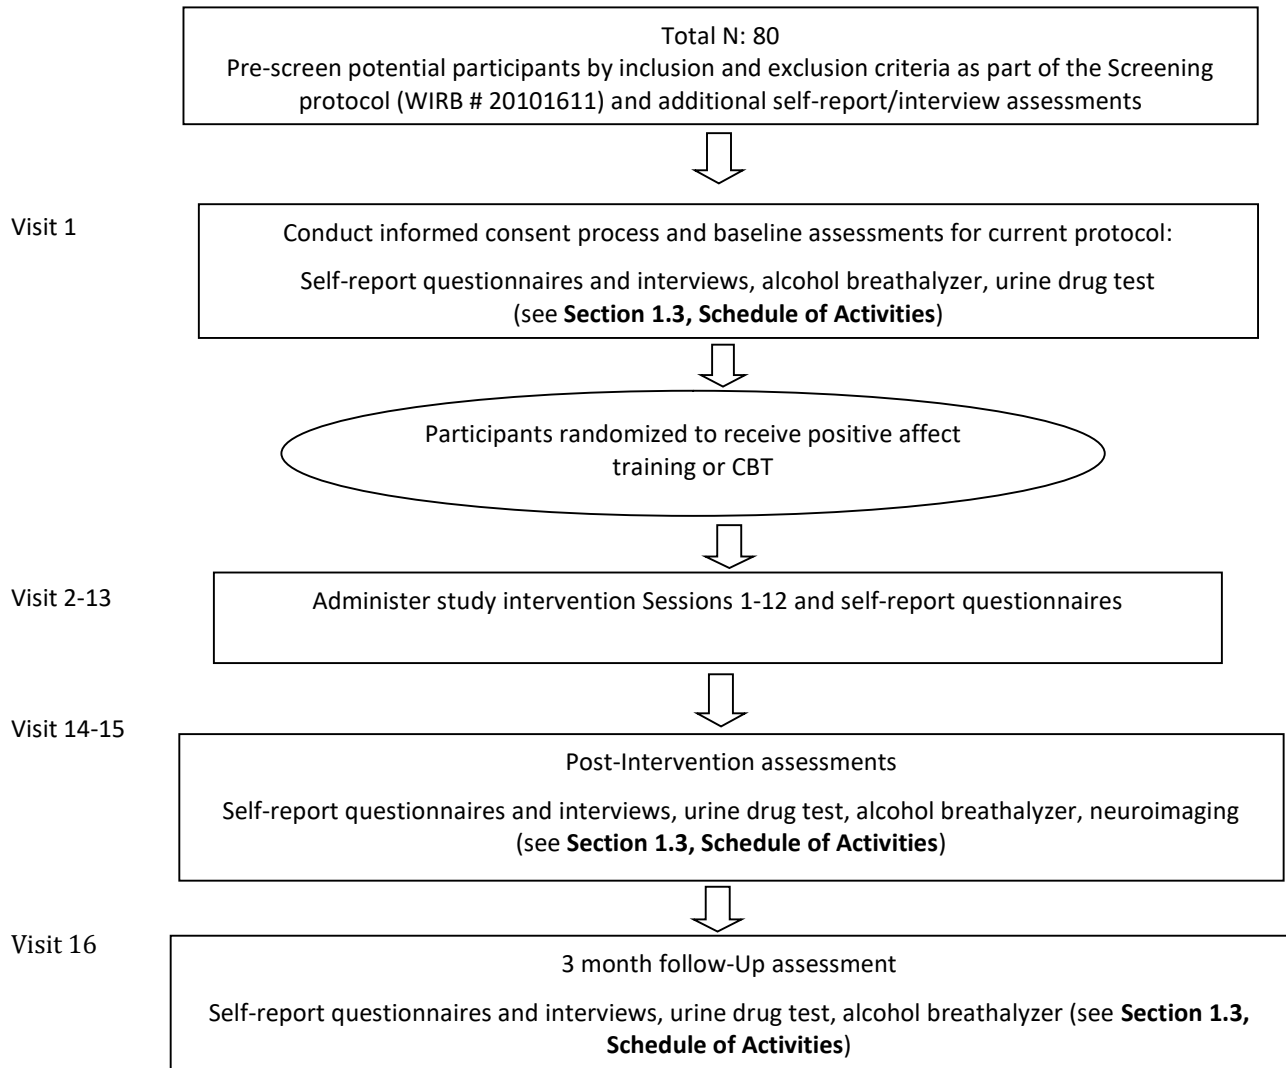 Total N: 80
Pre-screen potential participants by inclusion and exclusion criteria as part of the Screening
protocol (WIRB # 20101611) and additional self-report/interview assessments
Visit 1
Conduct informed consent process and baseline assessments for current protocol:
Self-report questionnaires and interviews, alcohol breathalyzer, urine drug test
(see Section 1.3, Schedule of Activities)
Participants randomized to receive positive affect
training or CBT
Visit 2-13
Administer study intervention Sessions 1-12 and self-report questionnaires
Visit 14-15
Post-Intervention assessments
Self-report questionnaires and interviews, urine drug test, alcohol breathalyzer, neuroimaging
(see Section 1.3, Schedule of Activities)
Visit 16
3 month follow-Up assessment
Self-report questionnaires and interviews, urine drug test, alcohol breathalyzer (see Section 1.3,
Schedule of Activities)